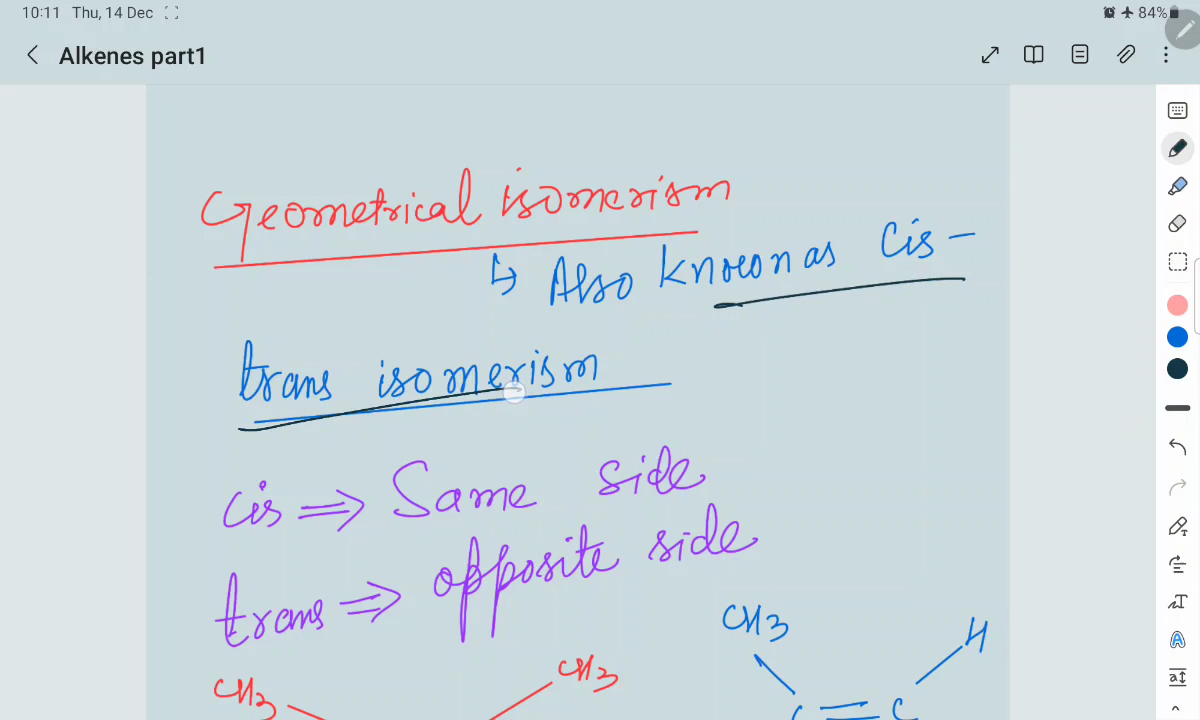 10:11 Thu, 14 Dec
84%
Alkenes part1
Geometrical isomerism
↳ Also known as Cis-
trans isomerism
cis ⇒ Same side
trans ⇒ opposite side
CH3 H
CH3 CH3
C = C